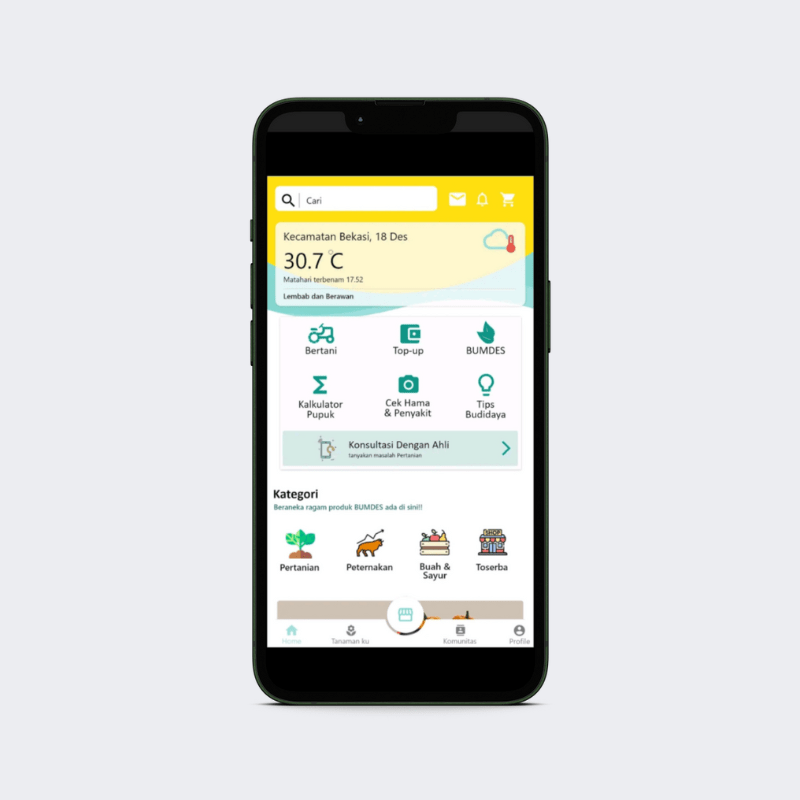 Cari
Kecamatan Bekasi, 18 Des
30.7 °C
Matahari terbenam 17.52
Lembab dan Berawan
Bertani
Top-up
BUMDES
Kalkulator
Pupuk
Cek Hama
& Penyakit
Tips
Budidaya
Konsultasi Dengan Ahli
tanyakan masalah Pertanian
Kategori
Beraneka ragam produk BUMDES ada di sini!!
Pertanian
Peternakan
Buah &
Sayur
SHOP
Toserba
Home
Tanaman ku
Komunitas
Profile